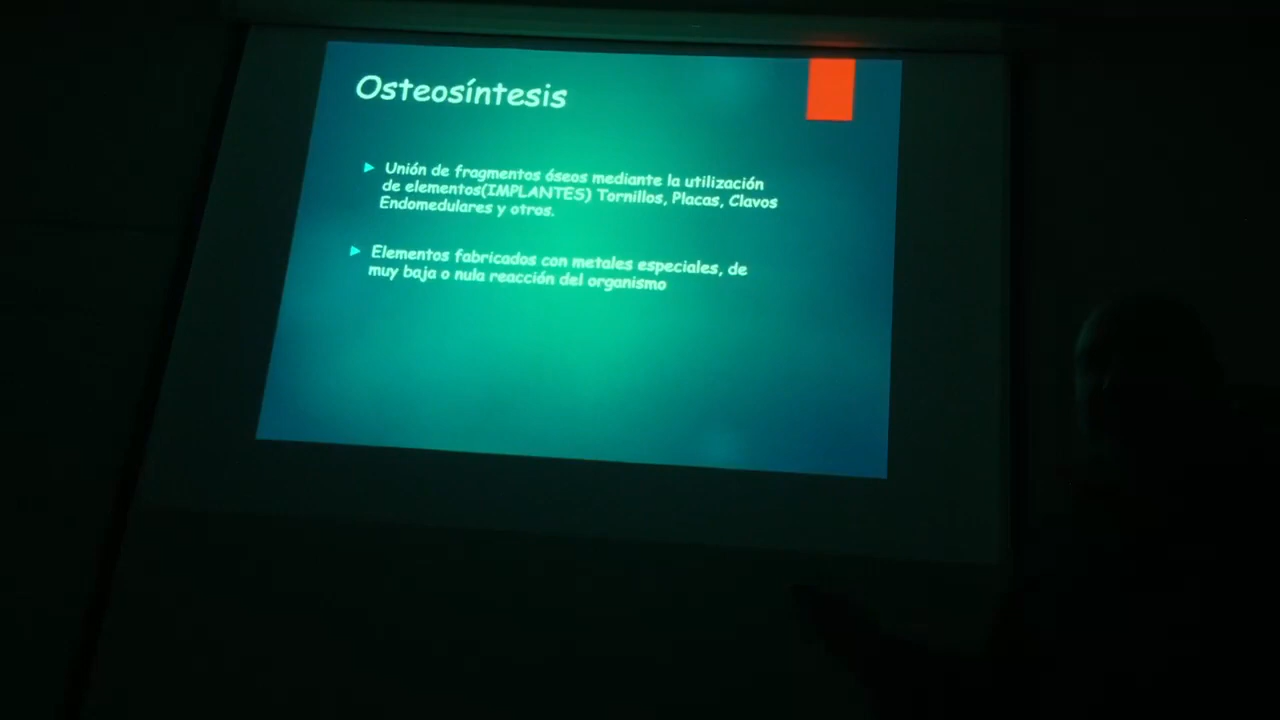 Osteosíntesis
Unión de fragmentos óseos mediante la utilización
de elementos(IMPLANTES) Tornillos, Placas, Clavos
Endomedulares y otros.
Elementos fabricados con metales especiales, de
muy baja o nula reacción del organismo